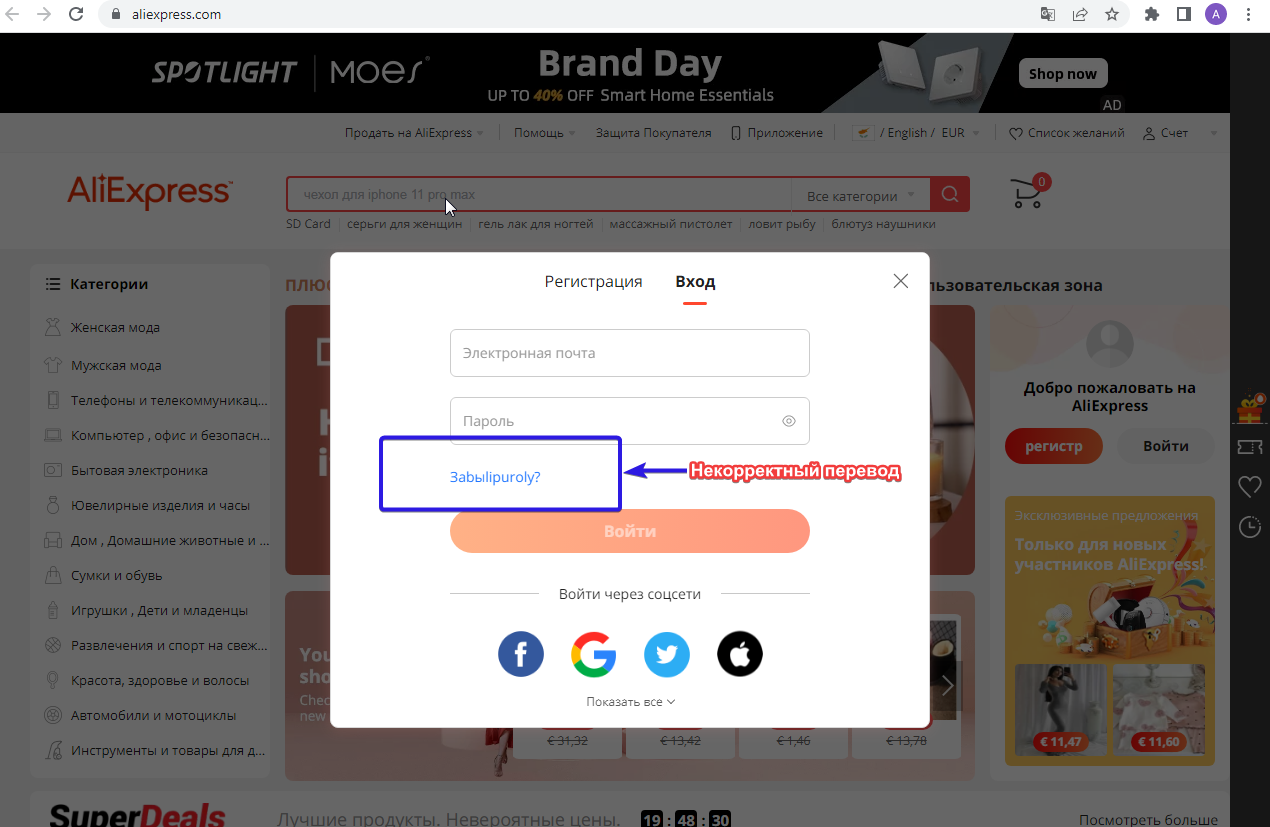 aliexpress.com
A
SPOTLIGHT
MOES
Brand Day
UP TO 40% OFF Smart Home Essentials
Shop now
AD
Продать на AliExpress
Помощь
Защита Покупателя
Приложение
/ English / EUR
Список желаний
Счет
AliExpress
чехол для iphone 11 pro max
Все категории
0
SD Card
серьги для женщин
гель лак для ногтей
массажный пистолет
ловит рыбу
блютуз наушники
Категории
Женская мода
Мужская мода
Телефоны и телекоммуникац...
Компьютер , офис и безопасн...
Бытовая электроника
Ювелирные изделия и часы
Дом , Домашние животные и ...
Сумки и обувь
Игрушки , Дети и младенцы
Развлечения и спорт на свеж...
Красота, здоровье и волосы
Автомобили и мотоциклы
Инструменты и товары для д...
ПЛЮС
Регистрация
Вход
Электронная почта
Пароль
Заbыlipuroly?
Некорректный перевод
Войти
Войти через соцсети
Показать все
You
sho
Chec
new
€ 31,32
€ 13,42
€ 1,46
€ 13,78
льзовательская зона
Добро пожаловать на
AliExpress
регистр
Войти
Эксклюзивные предложения
Только для новых
участников AliExpress!
€ 11,47
€ 11,60
SuperDeals
Лучшие продукты. Невероятные цены.
19 : 48 : 30
Посмотреть больше